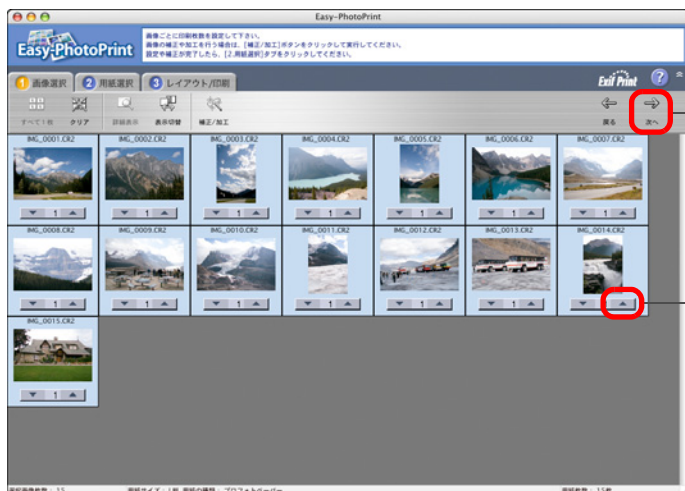 Easy-PhotoPrint
Easy-PhotoPrint
画像ごとに印刷枚数を設定して下さい。
画像の補正や加工を行う場合は、[補正/加工]ボタンをクリックして実行してください。
設定や補正が完了したら、[2.用紙選択]タブをクリックしてください。
1 画像選択 2 用紙選択 3 レイアウト/印刷 Exif Print ?
すべて1枚 クリア 詳細表示 表示切替 補正/加工 戻る 次へ
IMG_0001.CR2 IMG_0002.CR2 IMG_0003.CR2 IMG_0004.CR2 IMG_0005.CR2 IMG_0006.CR2 IMG_0007.CR2
1 1 1 1 1 1 1
IMG_0008.CR2 IMG_0009.CR2 IMG_0010.CR2 IMG_0011.CR2 IMG_0012.CR2 IMG_0013.CR2 IMG_0014.CR2
1 1 1 1 1 1 1
IMG_0015.CR2
1